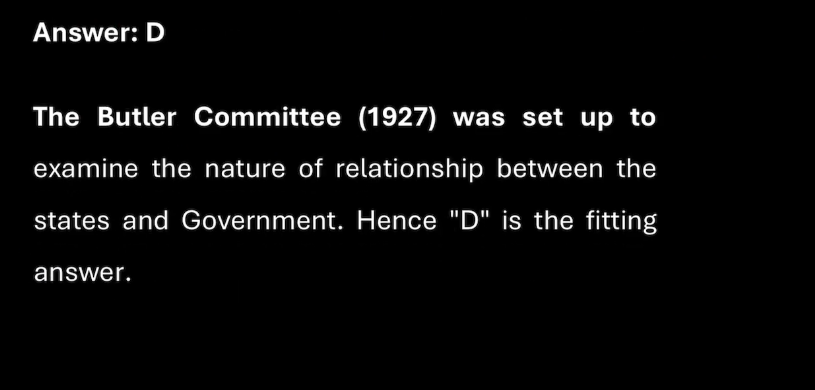 Answer: D
The Butler Committee (1927) was set up to
examine the nature of relationship between the
states and Government. Hence "D" is the fitting
answer.